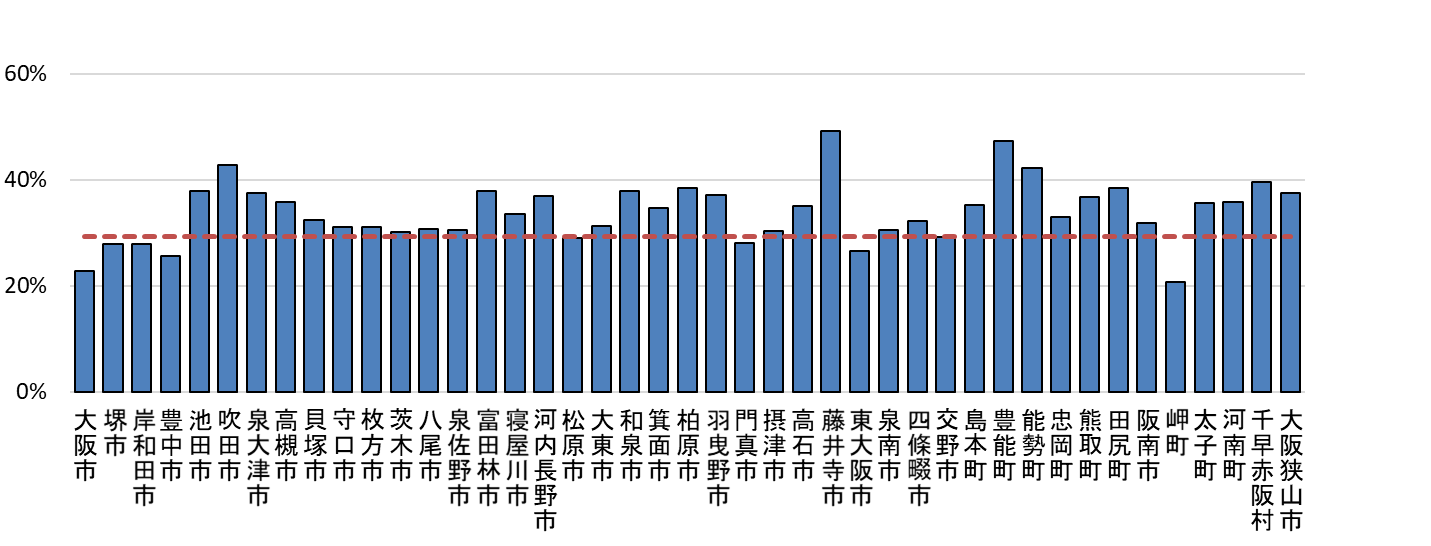 60%
40%
20%
0%
大阪市
堺市
岸和田市
豊中市
池田市
吹田市
泉大津市
高槻市
貝塚市
守口市
枚方市
茨木市
八尾市
泉佐野市
富田林市
寝屋川市
河内長野市
松原市
大東市
和泉市
箕面市
柏原市
羽曳野市
門真市
摂津市
高石市
藤井寺市
東大阪市
泉南市
四條畷市
交野市
島本町
豊能町
能勢町
忠岡町
熊取町
田尻町
阪南市
岬町
太子町
河南町
千早赤阪村
大阪狭山市